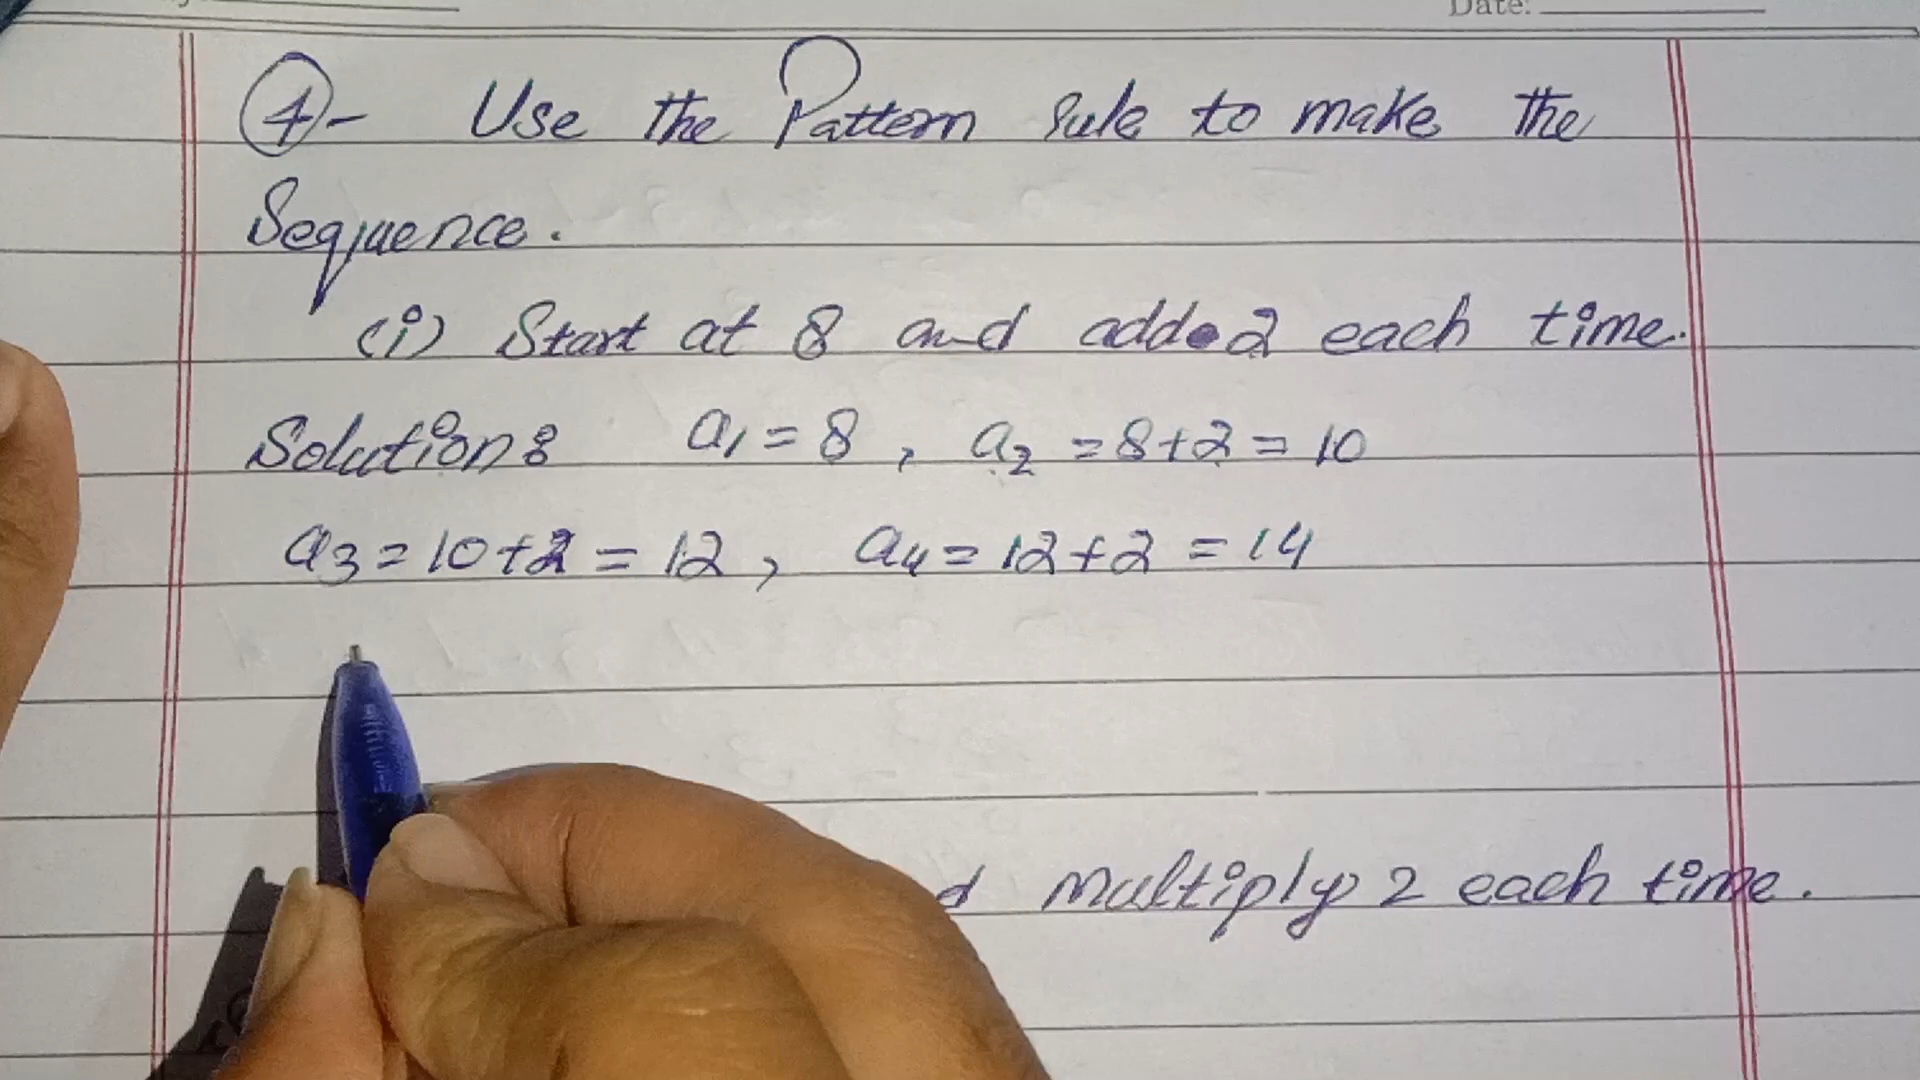 Date:
4- Use the Pattern rule to make the
Sequence.
(i) Start at 8 and add 2 each time.
Solution: a₁ = 8, a₂ = 8+2 = 10
a₃ = 10+2 = 12, a₄ = 12+2 = 14
multiply 2 each time.